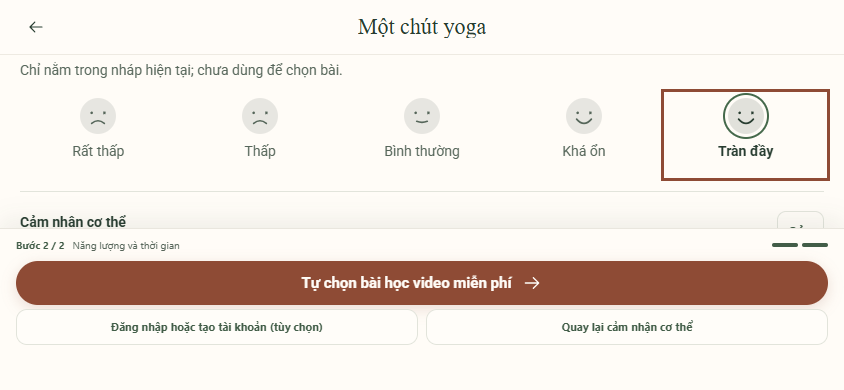 Một chút yoga
Chỉ nằm trong nháp hiện tại; chưa dùng để chọn bài.
Rất thấp
Thấp
Bình thường
Khá ổn
Tràn đầy
Cảm nhận cơ thể
Bước 2 / 2 Năng lượng và thời gian
Tự chọn bài học video miễn phí
Đăng nhập hoặc tạo tài khoản (tùy chọn)
Quay lại cảm nhận cơ thể